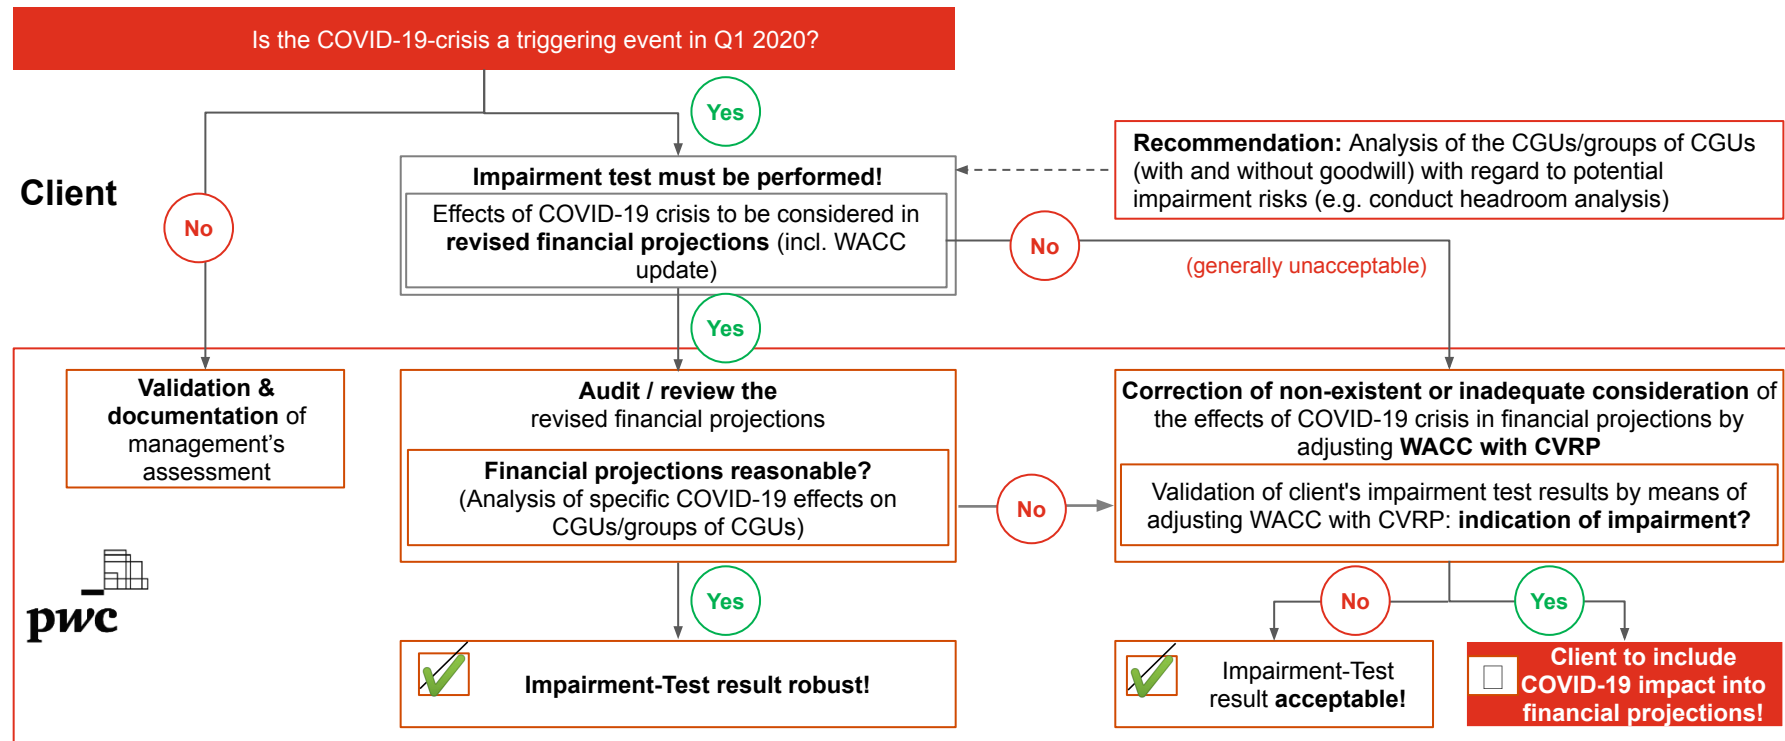 Is the COVID-19-crisis a triggering event in Q1 2020?
Yes
Client
No
Impairment test must be performed!
Effects of COVID-19 crisis to be considered in
revised financial projections (incl. WACC
update)
Recommendation: Analysis of the CGUs/groups of CGUs
(with and without goodwill) with regard to potential
impairment risks (e.g. conduct headroom analysis)
No
(generally unacceptable)
Yes
Validation &
documentation of
management’s
assessment
Audit / review the
revised financial projections
Financial projections reasonable?
(Analysis of specific COVID-19 effects on
CGUs/groups of CGUs)
No
Correction of non-existent or inadequate consideration of
the effects of COVID-19 crisis in financial projections by
adjusting WACC with CVRP
Validation of client's impairment test results by means of
adjusting WACC with CVRP: indication of impairment?
pwc
Yes
No
Yes
Impairment-Test result robust!
Impairment-Test
result acceptable!
Client to include
COVID-19 impact into
financial projections!